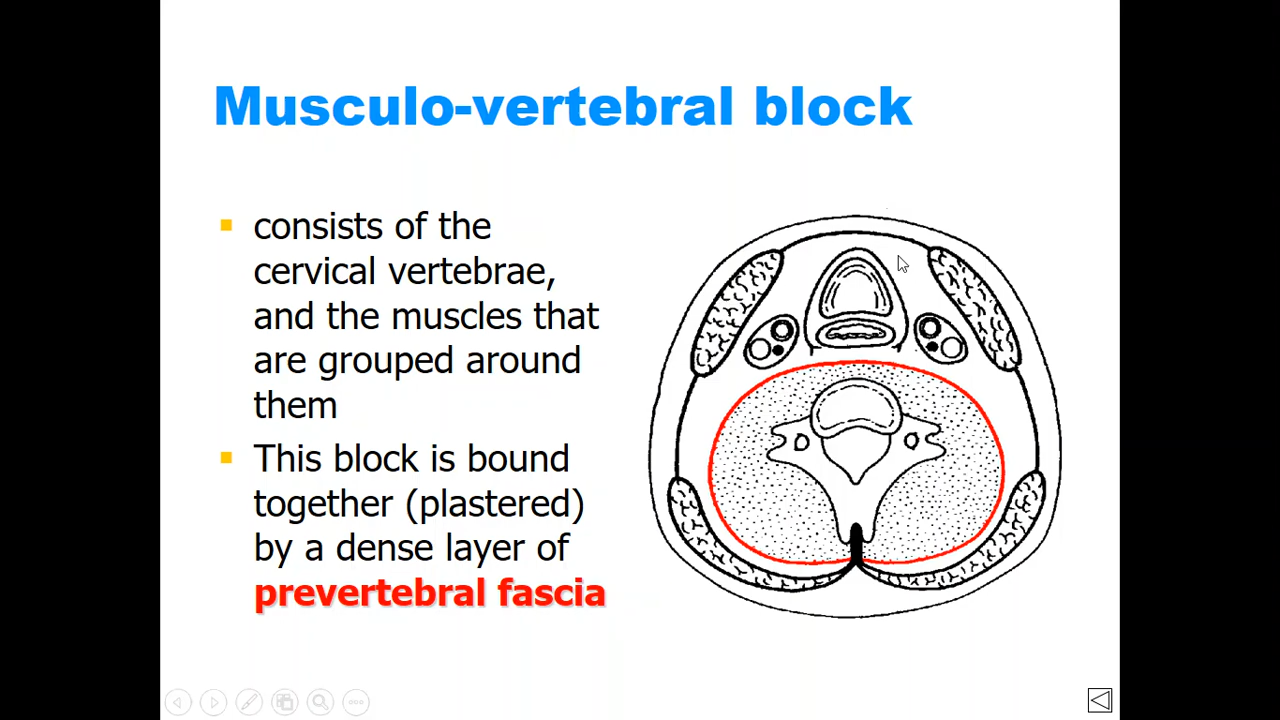 Musculo-vertebral block
consists of the
cervical vertebrae,
and the muscles that
are grouped around
them
This block is bound
together (plastered)
by a dense layer of
prevertebral fascia